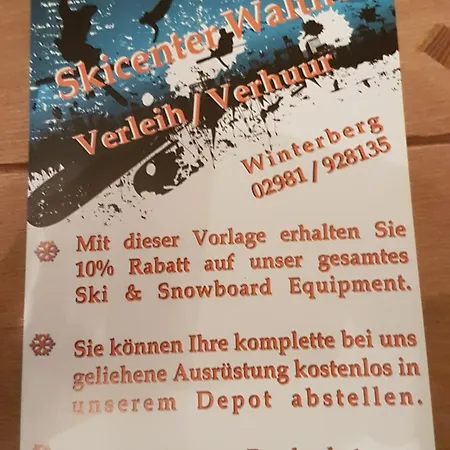 Skicenter
Verleih / Verhuur
Winterberg
02981 / 928135
Mit dieser Vorlage erhalten Sie
10% Rabatt auf unser gesamtes
Ski & Snowboard Equipment.
Sie können Ihre komplette bei uns
geliehene Ausrüstung kostenlos in
unserem Depot abstellen.